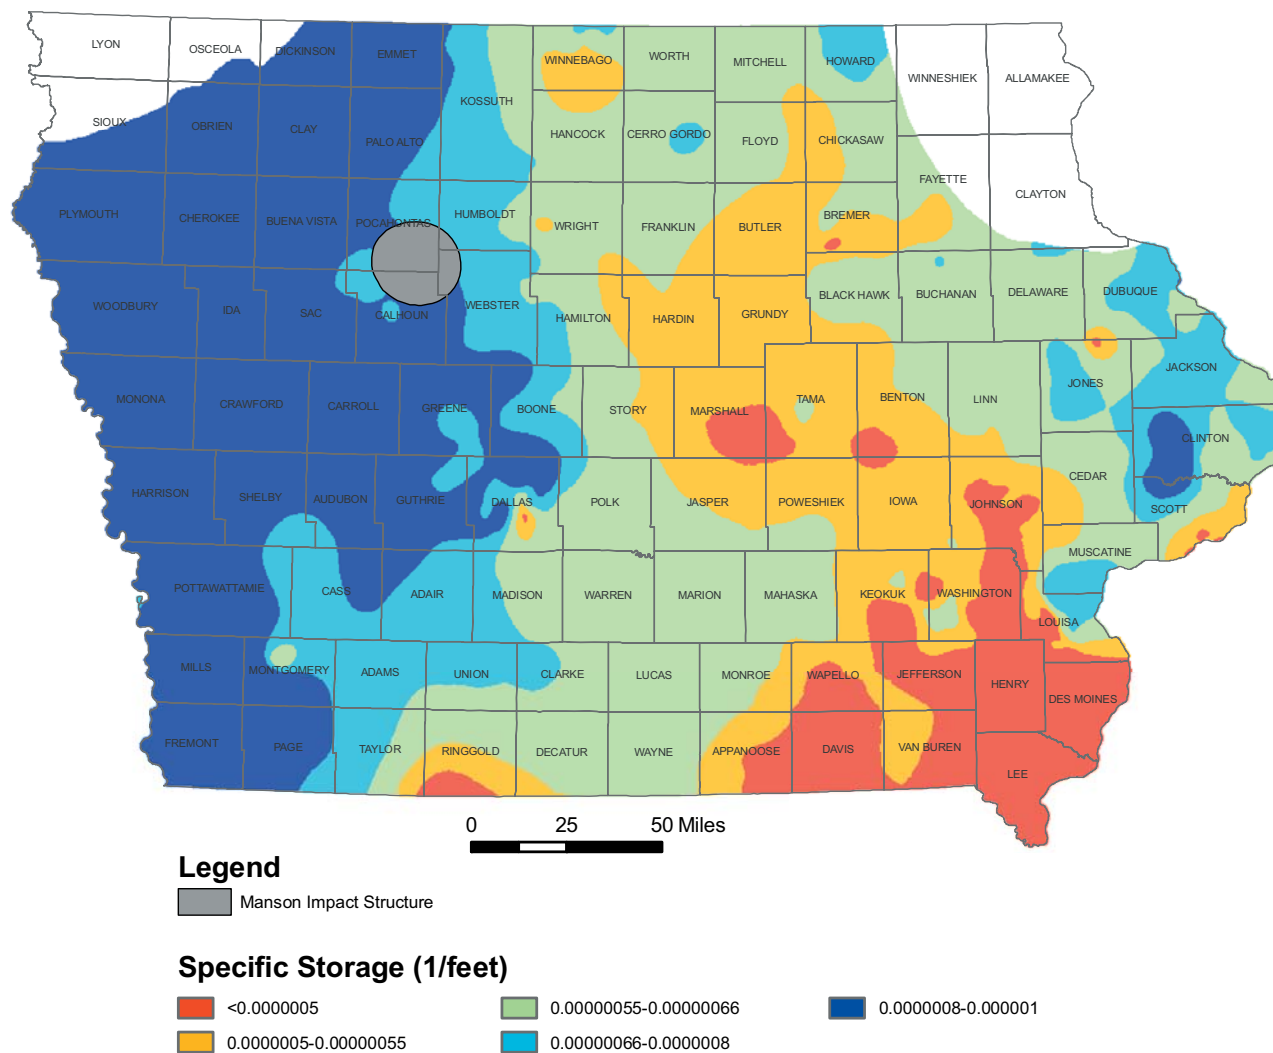 LYON
OSCEOLA
DICKINSON
EMMET
KOSSUTH
WINNEBAGO
WORTH
MITCHELL
HOWARD
WINNESHIEK
ALLAMAKEE
SIOUX
OBRIEN
CLAY
PALO ALTO
HANCOCK
CERRO GORDO
FLOYD
CHICKASAW
FAYETTE
CLAYTON
PLYMOUTH
CHEROKEE
BUENA VISTA
POCAHONTAS
HUMBOLDT
WRIGHT
FRANKLIN
BUTLER
BREMER
WOODBURY
IDA
SAC
CALHOUN
WEBSTER
HAMILTON
HARDIN
GRUNDY
BLACK HAWK
BUCHANAN
DELAWARE
DUBUQUE
MONONA
CRAWFORD
CARROLL
GREENE
BOONE
STORY
MARSHALL
TAMA
BENTON
LINN
JONES
JACKSON
CLINTON
HARRISON
SHELBY
AUDUBON
GUTHRIE
DALLAS
POLK
JASPER
POWESHIEK
IOWA
JOHNSON
CEDAR
SCOTT
MUSCATINE
POTTAWATTAMIE
CASS
ADAIR
MADISON
WARREN
MARION
MAHASKA
KEOKUK
WASHINGTON
LOUISA
MILLS
MONTGOMERY
ADAMS
UNION
CLARKE
LUCAS
MONROE
WAPELLO
JEFFERSON
HENRY
DES MOINES
FREMONT
PAGE
TAYLOR
RINGGOLD
DECATUR
WAYNE
APPANOOSE
DAVIS
VAN BUREN
LEE
0 25 50 Miles
Legend
Manson Impact Structure
Specific Storage (1/feet)
<0.0000005
0.0000005-0.00000055
0.00000055-0.00000066
0.00000066-0.0000008
0.0000008-0.000001